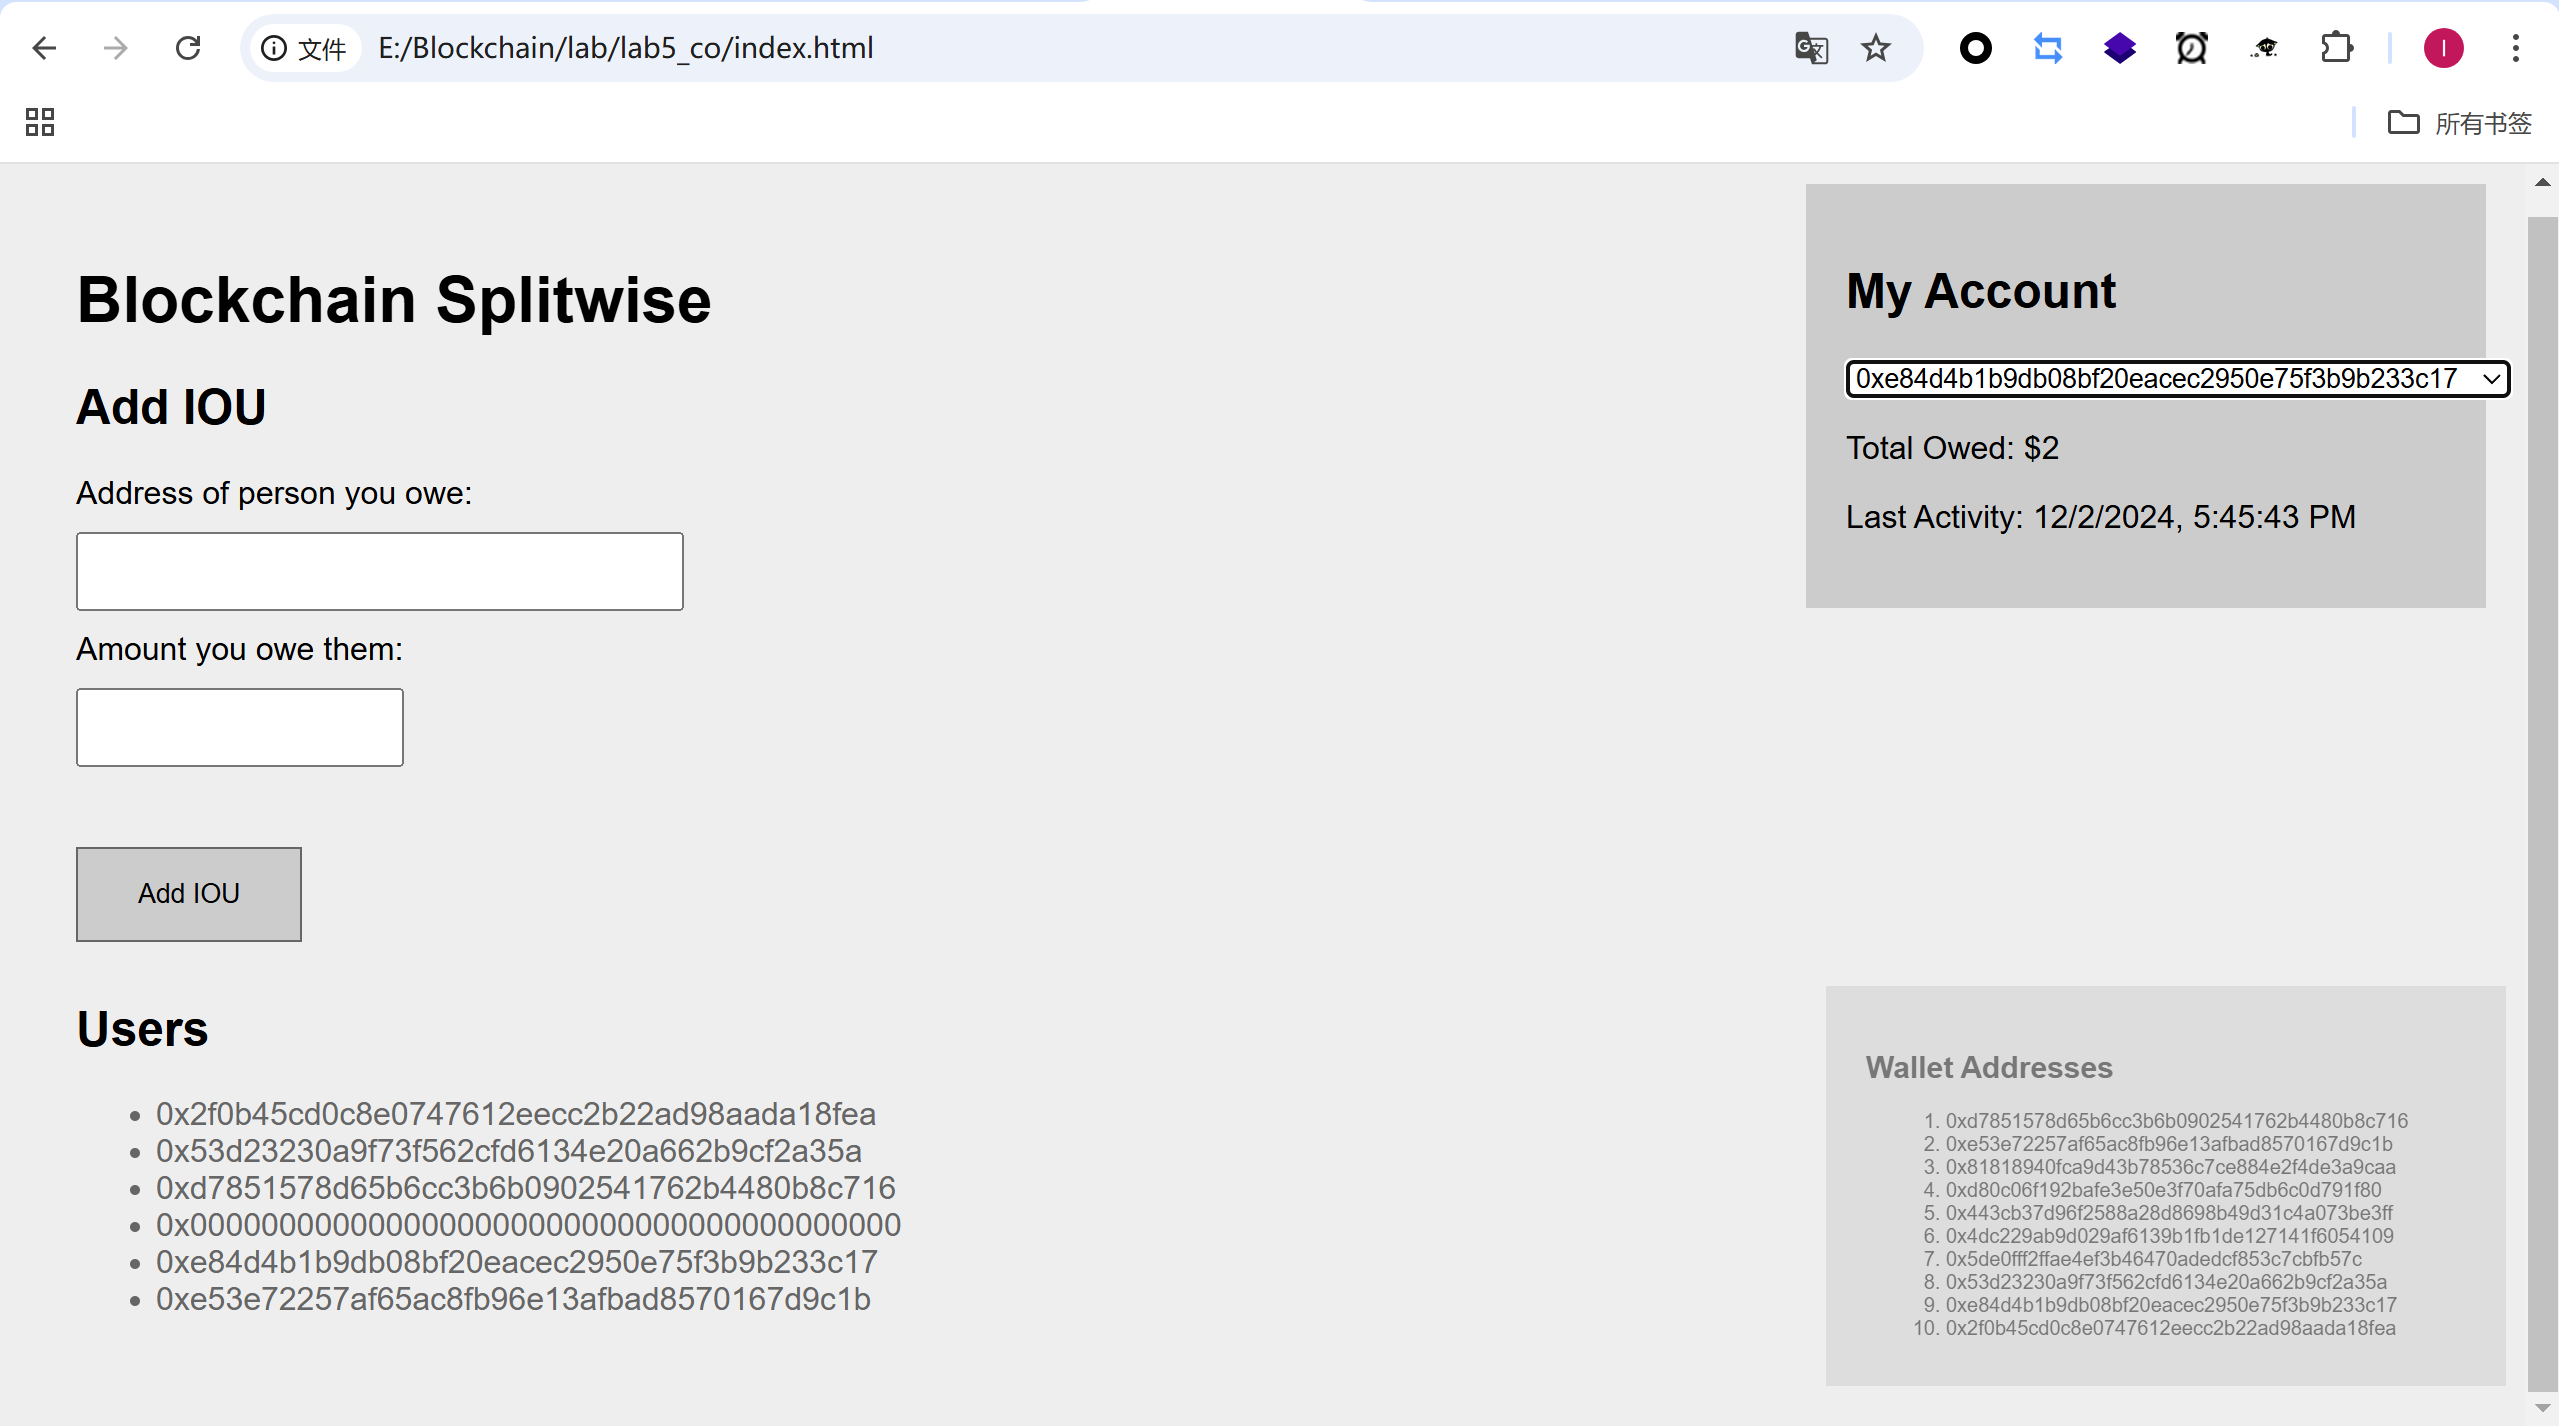 文件 E:/Blockchain/lab/lab5_co/index.html
I
所有书签
Blockchain Splitwise
Add IOU
Address of person you owe:
Amount you owe them:
Add IOU
Users
0x2f0b45cd0c8e0747612eecc2b22ad98aada18fea
0x53d23230a9f73f562cfd6134e20a662b9cf2a35a
0xd7851578d65b6cc3b6b0902541762b4480b8c716
0x0000000000000000000000000000000000000000
0xe84d4b1b9db08bf20eacec2950e75f3b9b233c17
0xe53e72257af65ac8fb96e13afbad8570167d9c1b
My Account
0xe84d4b1b9db08bf20eacec2950e75f3b9b233c17
Total Owed: $2
Last Activity: 12/2/2024, 5:45:43 PM
Wallet Addresses
1. 0xd7851578d65b6cc3b6b0902541762b4480b8c716
2. 0xe53e72257af65ac8fb96e13afbad8570167d9c1b
3. 0x81818940fca9d43b78536c7ce884e2f4de3a9caa
4. 0xd80c06f192bafe3e50e3f70afa75db6c0d791f80
5. 0x443cb37d96f2588a28d8698b49d31c4a073be3ff
6. 0x4dc229ab9d029af6139b1fb1de127141f6054109
7. 0x5de0fff2ffae4ef3b46470adedcf853c7cbfb57c
8. 0x53d23230a9f73f562cfd6134e20a662b9cf2a35a
9. 0xe84d4b1b9db08bf20eacec2950e75f3b9b233c17
10. 0x2f0b45cd0c8e0747612eecc2b22ad98aada18fea